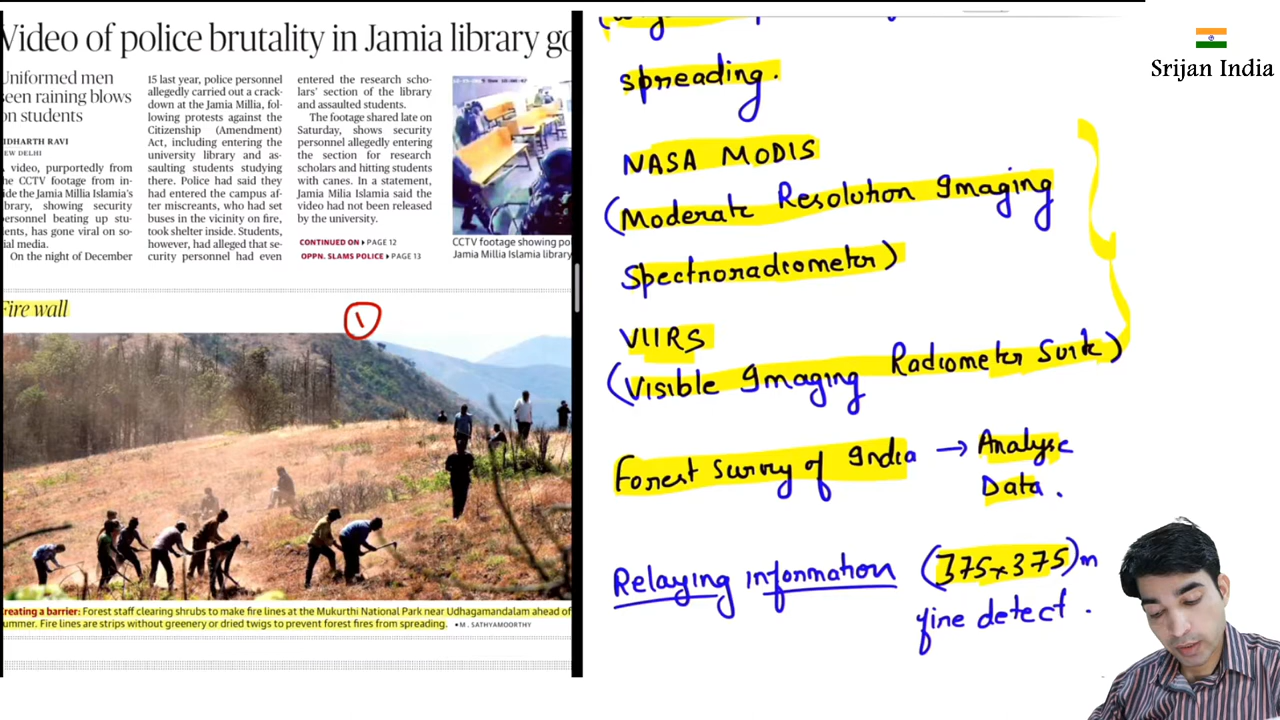 Video of police brutality in Jamia library go
Uniformed men
seen raining blows
on students
SIDHARTH RAVI
NEW DELHI
video, purportedly from
he CCTV footage from in-
ide the Jamia Millia Islamia's
ibrary, showing security
ersonnel beating up stu-
ents, has gone viral on so-
ial media.
On the night of December
15 last year, police personnel
allegedly carried out a crack-
down at the Jamia Millia, fol-
lowing protests against the
Citizenship (Amendment)
Act, including entering the
university library and as-
saulting students studying
there. Police had said they
had entered the campus af-
ter miscreants, who had set
buses in the vicinity on fire,
took shelter inside. Students,
however, had alleged that se-
curity personnel had even
entered the research scho-
lars' section of the library
and assaulted students.
The footage shared late on
Saturday, shows security
personnel allegedly entering
the section for research
scholars and hitting students
with canes. In a statement,
Jamia Milia Islamia said the
video had not been released
by the university.
CONTINUED ON PAGE 12
OPPN. SLAMS POLICE PAGE 13
CCTV footage showing po
Jamia Millia Islamia library
Fire wall
1
Creating a barrier: Forest staff clearing shrubs to make fire lines at the Mukurthi National Park near Udhagamandalam ahead of
ummer. Fire lines are strips without greenery or dried twigs to prevent forest fires from spreading. •M. SATHYAMOORTHY
spreading.
NASA MODIS
(Moderate Resolution Imaging
Spectroradiometer)
VIIRS
(Visible Imaging Radiometer Suite)
Forest Survey of India → Analyse
Data.
Relaying information (375x375)m
fire detect.
Srijan India